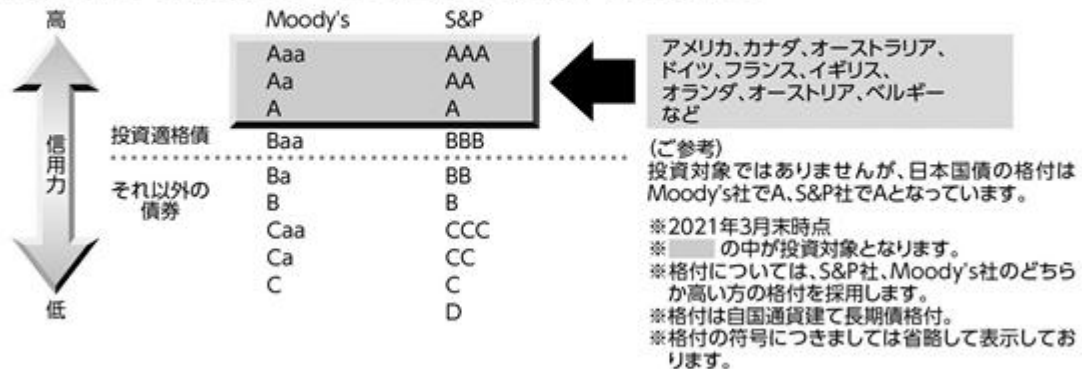 高
Moody's S&P
Aaa AAA
Aa AA
A A
投資適格債 Baa BBB
信用力
それ以外の
債券
Ba BB
B B
Caa CCC
Ca CC
C C
D
低
アメリカ、カナダ、オーストラリア、
ドイツ、フランス、イギリス、
オランダ、オーストリア、ベルギー
など
(ご参考)
投資対象ではありませんが、日本国債の格付は
Moody's社でA、S&P社でAとなっています。
※2021年3月末時点
※ の中が投資対象となります。
※格付については、S&P社、Moody's社のどちら
か高い方の格付を採用します。
※格付は自国通貨建て長期債格付。
※格付の符号につきましては省略して表示してお
ります。